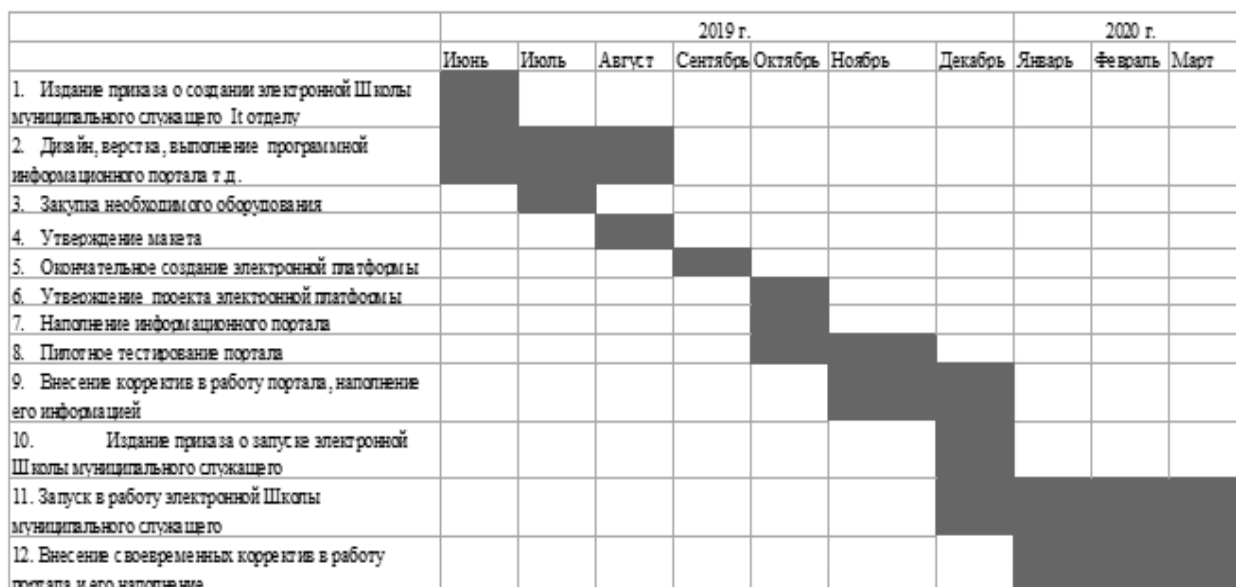 2019 г. 2020 г.
Июнь Июль Август Сентябрь Октябрь Ноябрь Декабрь Январь Февраль Март
1. Издание приказа о создании электронной Школы
муниципального служащего It отделу
2. Дизайн, верстка, выполнение программной
информационного портала т.д.
3. Закупка необходимого оборудования
4. Утверждение макета
5. Окончательное создание электронной платформы
6. Утверждение проекта электронной платформы
7. Наполнение информационного портала
8. Пилотное тестирование портала
9. Внесение корректив в работу портала, наполнение
его информацией
10. Издание приказа о запуске электронной
Школы муниципального служащего
11. Запуск в работу электронной Школы
муниципального служащего
12. Внесение своевременных корректив в работу
портала и его наполнение